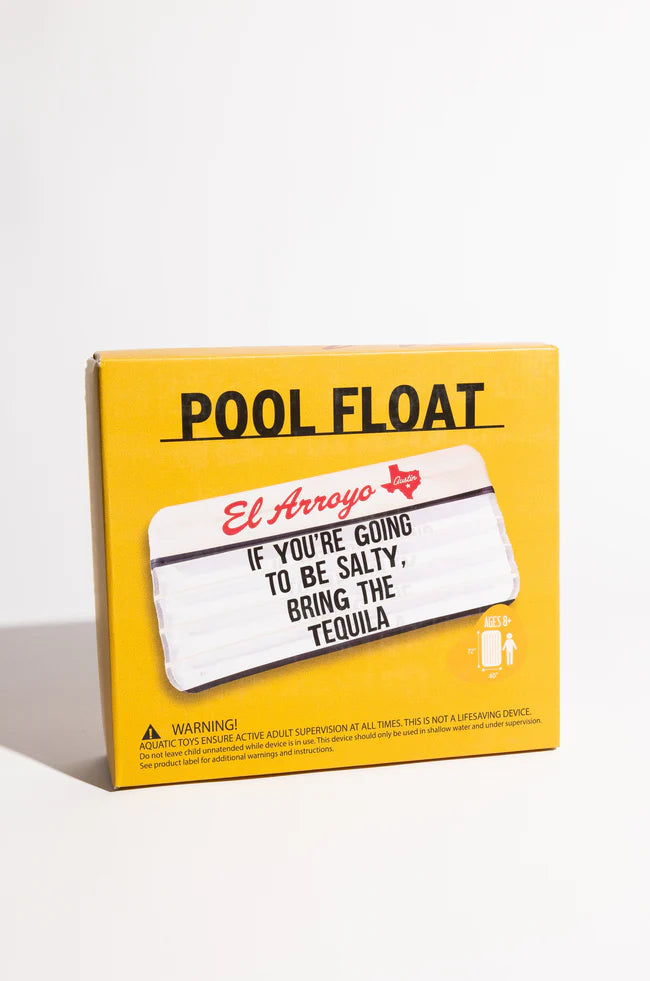 POOL FLOAT
El Arroyo
Austin
IF YOU'RE GOING
TO BE SALTY,
BRING THE
TEQUILA
AGES 8+
72"
40"
WARNING!
AQUATIC TOYS ENSURE ACTIVE ADULT SUPERVISION AT ALL TIMES. THIS IS NOT A LIFESAVING DEVICE.
Do not leave child unnatended while device is in use. This device should only be used in shallow water and under supervision.
See product label for additional warnings and instructions.